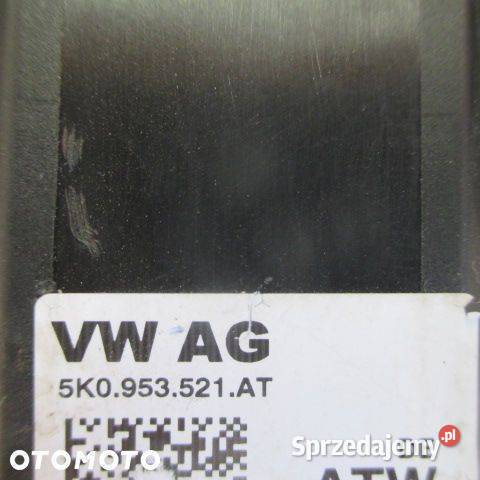 VW AG
5K0.953.521.AT
Sprzedajemy.pl
OTOMOTO
ATW